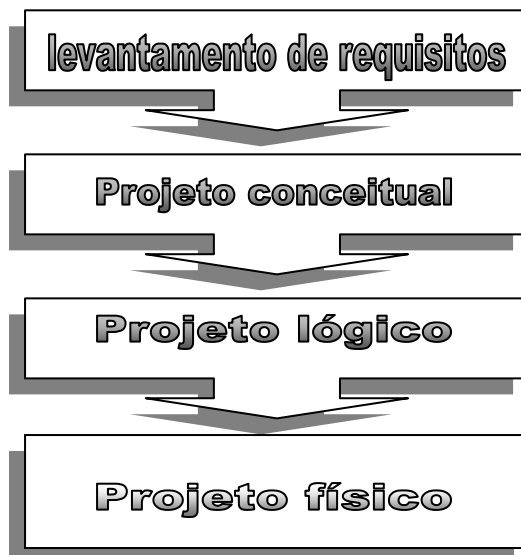 levantamento de requisitos
Projeto conceitual
Projeto lógico
Projeto físico